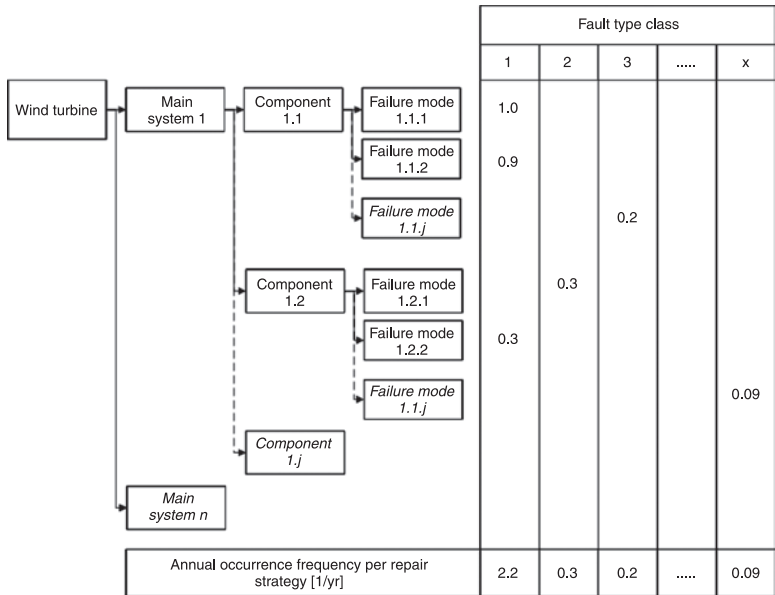 Fault type class
1 2 3 ..... x
Wind turbine
Main
system 1
Component
1.1
Failure mode
1.1.1
1.0
Failure mode
1.1.2
0.9
Failure mode
1.1.j
0.2
Component
1.2
Failure mode
1.2.1
0.3
Failure mode
1.2.2
0.3
Failure mode
1.1.j
0.09
Component
1.j
Main
system n
Annual occurrence frequency per repair
strategy [1/yr]
2.2 0.3 0.2 ..... 0.09